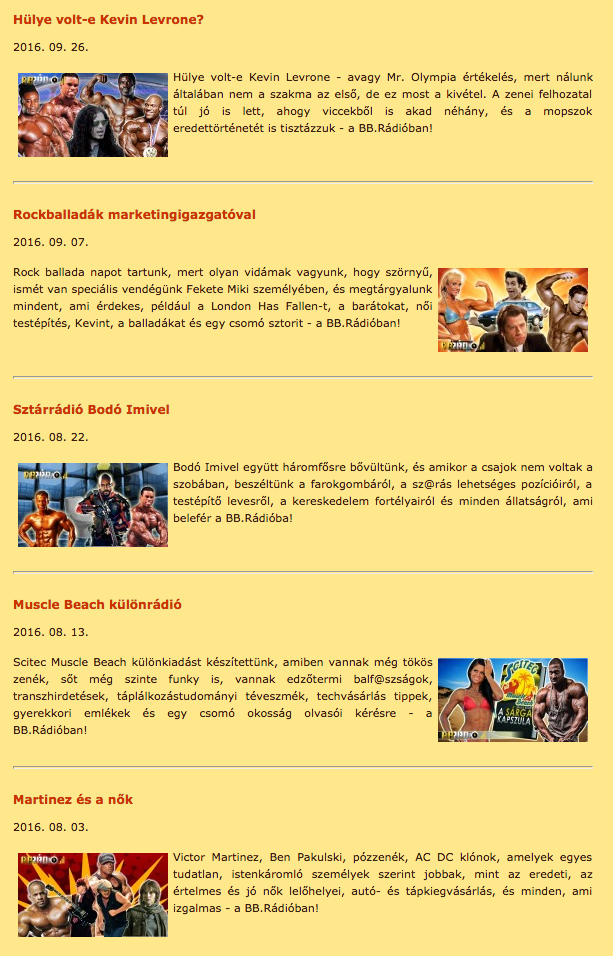 Hülye volt-e Kevin Levrone?
2016. 09. 26.
Hülye volt-e Kevin Levrone - avagy Mr. Olympia értékelés, mert nálunk
általában nem a szakma az első, de ez most a kivétel. A zenei felhozatal
túl jó is lett, ahogy viccekből is akad néhány, és a mopszok
eredettörténetét is tisztázzuk - a BB.Rádióban!
Rockballadák marketingigazgatóval
2016. 09. 07.
Rock ballada napot tartunk, mert olyan vidámak vagyunk, hogy szörnyű,
ismét van speciális vendégünk Fekete Miki személyében, és megtárgyalunk
mindent, ami érdekes, például a London Has Fallen-t, a barátokat, női
testépítés, Kevint, a balladákat és egy csomó sztorit - a BB.Rádióban!
Sztárrádió Bodó Imivel
2016. 08. 22.
Bodó Imivel együtt háromfősre bővültünk, és amikor a csajok nem voltak a
szobában, beszéltünk a farokgombáról, a sz@rás lehetséges pozícióiról, a
testépítő levesről, a kereskedelem fortélyairól és minden állatságról, ami
belefér a BB.Rádióba!
Muscle Beach különrádió
2016. 08. 13.
Scitec Muscle Beach különkiadást készítettünk, amiben vannak még tökös
zenék, sőt még szinte funky is, vannak edzőtermi balf@szságok,
transzhirdetések, táplálkozástudományi téveszmék, techvásárlás tippek,
gyerekkori emlékek és egy csomó okosság olvasói kérésre - a
BB.Rádióban!
SCITEC
A SÁRGA
KAPSZULA
Martinez és a nők
2016. 08. 03.
Victor Martinez, Ben Pakulski, pózzenék, AC DC klónok, amelyek egyes
tudatlan, istenkáromló személyek szerint jobbak, mint az eredeti, az
értelmes és jó nők lelőhelyei, autó- és tápkiegvásárlás, és minden, ami
izgalmas - a BB.Rádióban!